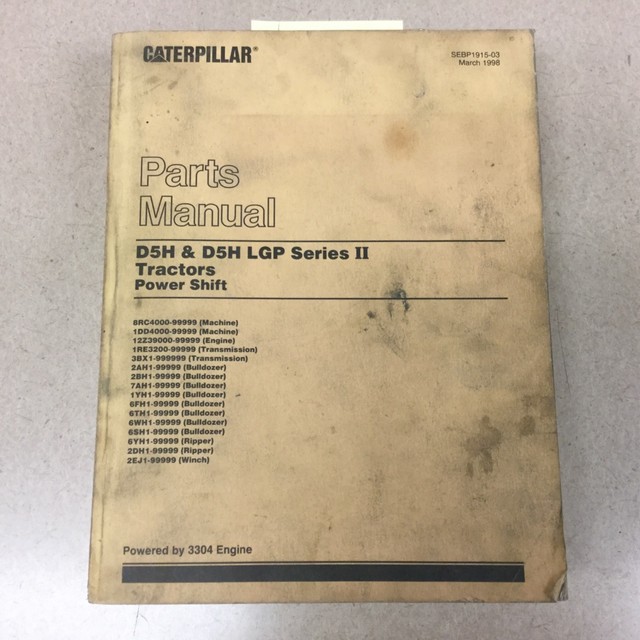 CATERPILLAR®
SEBP1915-03
March 1998
Parts
Manual
D5H & D5H LGP Series II
Tractors
Power Shift
8RC4000-99999 (Machine)
1DD4000-99999 (Machine)
12Z39000-99999 (Engine)
1RE3200-99999 (Transmission)
3BX1-999999 (Transmission)
2AH1-99999 (Bulldozer)
2BH1-99999 (Bulldozer)
7AH1-99999 (Bulldozer)
1YH1-99999 (Bulldozer)
6FH1-99999 (Bulldozer)
6TH1-99999 (Bulldozer)
6WH1-99999 (Bulldozer)
6SH1-99999 (Bulldozer)
6YH1-99999 (Ripper)
2DH1-99999 (Ripper)
2EJ1-99999 (Winch)
Powered by 3304 Engine